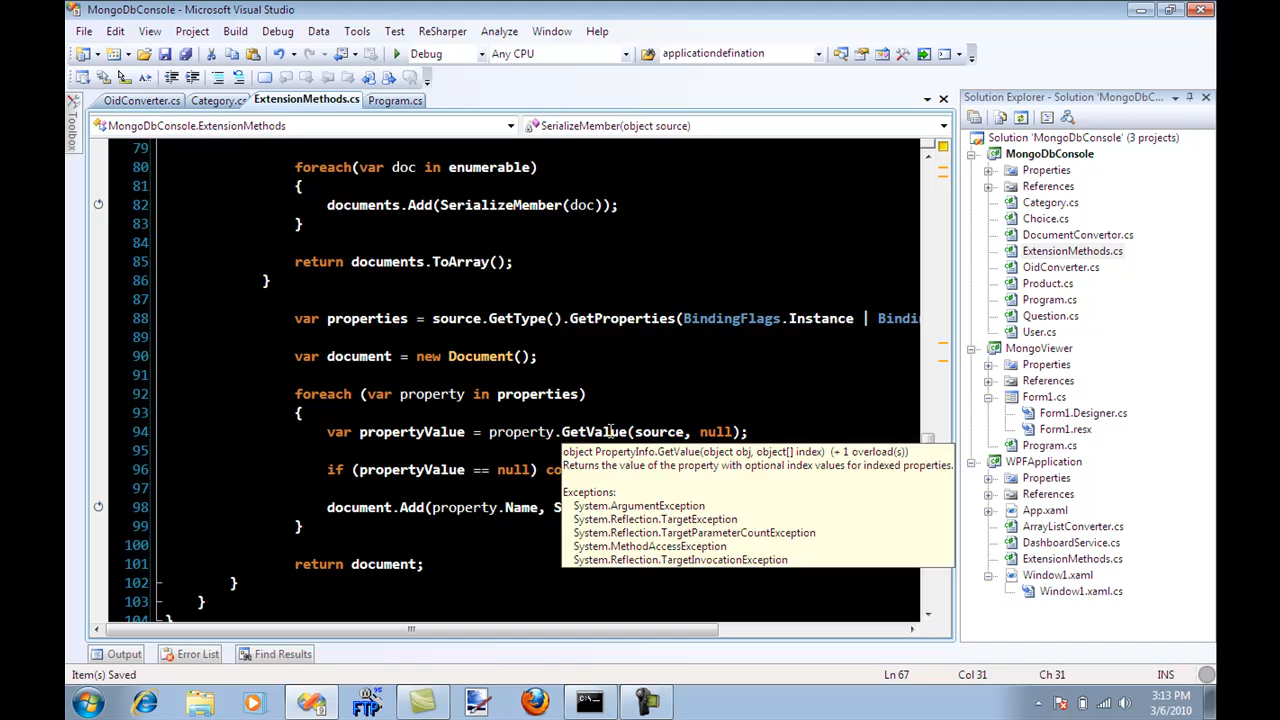 MongoDbConsole - Microsoft Visual Studio
File Edit View Project Build Debug Data Tools Test ReSharper Analyze Window Help
Debug Any CPU applicationdefination
OidConverter.cs Category.cs ExtensionMethods.cs Program.cs
MongoDbConsole.ExtensionMethods SerializeMember(object source)
79
80 foreach(var doc in enumerable)
81 {
82 documents.Add(SerializeMember(doc));
83 }
84
85 return documents.ToArray();
86 }
87
88 var properties = source.GetType().GetProperties(BindingFlags.Instance | Bindin
89
90 var document = new Document();
91
92 foreach (var property in properties)
93 {
94 var propertyValue = property.GetValue(source, null);
95
96 if (propertyValue == null) co
97
98 document.Add(property.Name, S
99 }
100
101 return document;
102 }
103 }
104 }
object PropertyInfo.GetValue(object obj, object[] index) (+ 1 overload(s))
Returns the value of the property with optional index values for indexed properties.
Exceptions:
System.ArgumentException
System.Reflection.TargetException
System.Reflection.TargetParameterCountException
System.MethodAccessException
System.Reflection.TargetInvocationException
Toolbox
Solution Explorer - Solution 'MongoDbC...
Solution 'MongoDbConsole' (3 projects)
MongoDbConsole
Properties
References
Category.cs
Choice.cs
DocumentConvertor.cs
ExtensionMethods.cs
OidConverter.cs
Product.cs
Program.cs
Question.cs
User.cs
MongoViewer
Properties
References
Form1.cs
Form1.Designer.cs
Form1.resx
Program.cs
WPFApplication
Properties
References
App.xaml
ArrayListConverter.cs
DashboardService.cs
ExtensionMethods.cs
Window1.xaml
Window1.xaml.cs
Output Error List Find Results
Item(s) Saved Ln 67 Col 31 Ch 31 INS
FTP
3:13 PM
3/6/2010